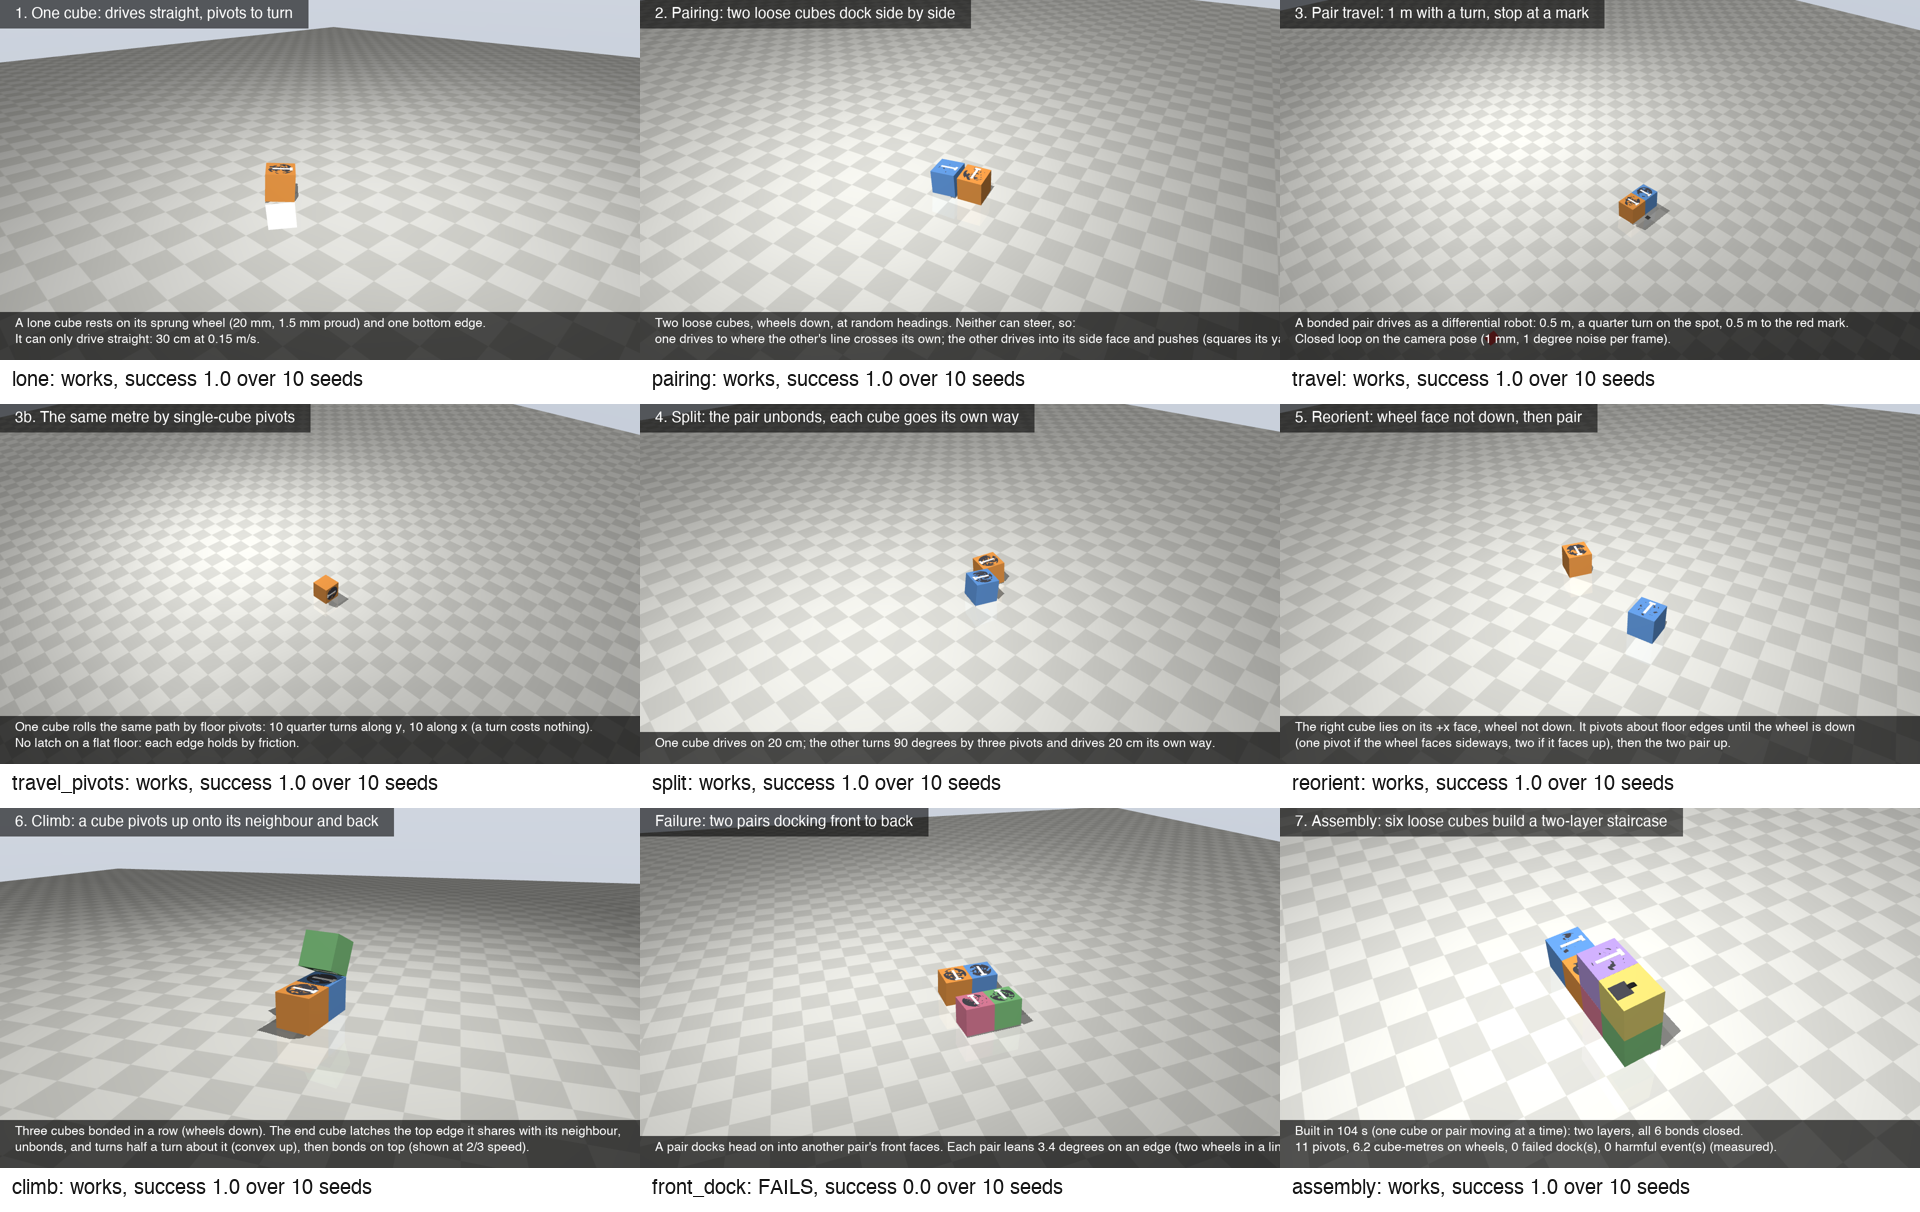 1. One cube: drives straight, pivots to turn
A lone cube rests on its sprung wheel (20 mm, 1.5 mm proud) and one bottom edge.
It can only drive straight: 30 cm at 0.15 m/s.
lone: works, success 1.0 over 10 seeds
2. Pairing: two loose cubes dock side by side
Two loose cubes, wheels down, at random headings. Neither can steer, so:
one drives to where the other's line crosses its own; the other drives into its side face and pushes (squares its ya
pairing: works, success 1.0 over 10 seeds
3. Pair travel: 1 m with a turn, stop at a mark
A bonded pair drives as a differential robot: 0.5 m, a quarter turn on the spot, 0.5 m to the red mark.
Closed loop on the camera pose (1 mm, 1 degree noise per frame).
travel: works, success 1.0 over 10 seeds
3b. The same metre by single-cube pivots
One cube rolls the same path by floor pivots: 10 quarter turns along y, 10 along x (a turn costs nothing).
No latch on a flat floor: each edge holds by friction.
travel_pivots: works, success 1.0 over 10 seeds
4. Split: the pair unbonds, each cube goes its own way
One cube drives on 20 cm; the other turns 90 degrees by three pivots and drives 20 cm its own way.
split: works, success 1.0 over 10 seeds
5. Reorient: wheel face not down, then pair
The right cube lies on its +x face, wheel not down. It pivots about floor edges until the wheel is down
(one pivot if the wheel faces sideways, two if it faces up), then the two pair up.
reorient: works, success 1.0 over 10 seeds
6. Climb: a cube pivots up onto its neighbour and back
Three cubes bonded in a row (wheels down). The end cube latches the top edge it shares with its neighbour,
unbonds, and turns half a turn about it (convex up), then bonds on top (shown at 2/3 speed).
climb: works, success 1.0 over 10 seeds
Failure: two pairs docking front to back
A pair docks head on into another pair's front faces. Each pair leans 3.4 degrees on an edge (two wheels in a lin
front_dock: FAILS, success 0.0 over 10 seeds
7. Assembly: six loose cubes build a two-layer staircase
Built in 104 s (one cube or pair moving at a time): two layers, all 6 bonds closed.
11 pivots, 6.2 cube-metres on wheels, 0 failed dock(s), 0 harmful event(s) (measured).
assembly: works, success 1.0 over 10 seeds